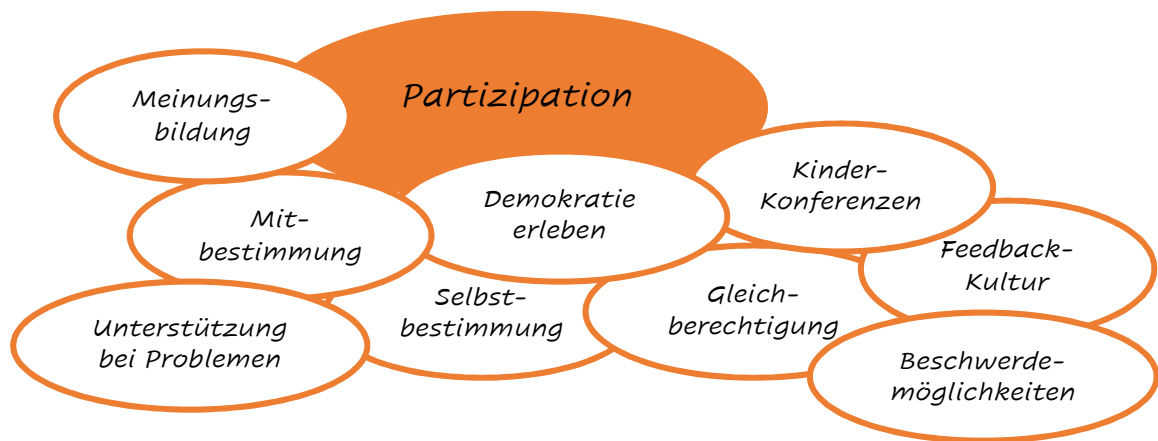 Partizipation
Meinungs-
bildung
Kinder-
Konferenzen
Demokratie
erleben
Mit-
bestimmung
Feedback-
Kultur
Selbst-
bestimmung
Gleich-
berechtigung
Unterstützung
bei Problemen
Beschwerde-
möglichkeiten